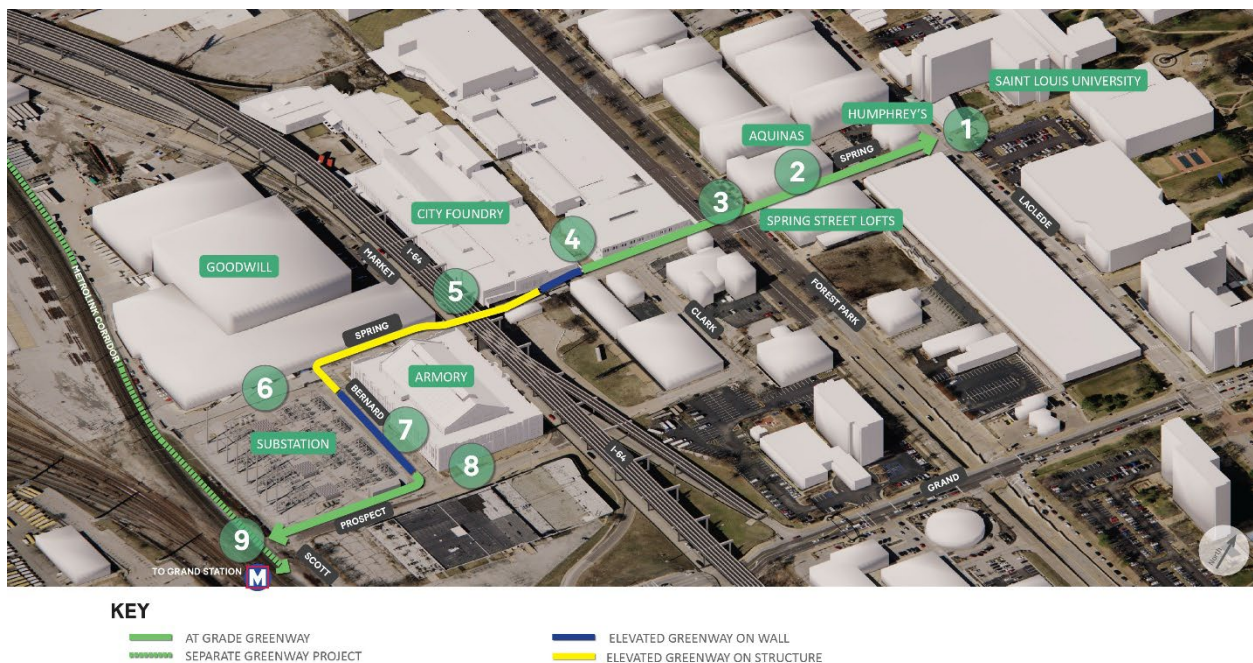 SAINT LOUIS UNIVERSITY
HUMPHREY'S
1
AQUINAS
SPRING
2
3
SPRING STREET LOFTS
LACLEDE
CITY FOUNDRY
4
GOODWILL
MARKET
I-64
5
FOREST PARK
CLARK
METROLINK CORRIDOR
SPRING
ARMORY
6
BERNARD
7
SUBSTATION
8
I-64
GRAND
PROSPECT
9
SCOTT
TO GRAND STATION
M
North
KEY
AT GRADE GREENWAY
SEPARATE GREENWAY PROJECT
ELEVATED GREENWAY ON WALL
ELEVATED GREENWAY ON STRUCTURE